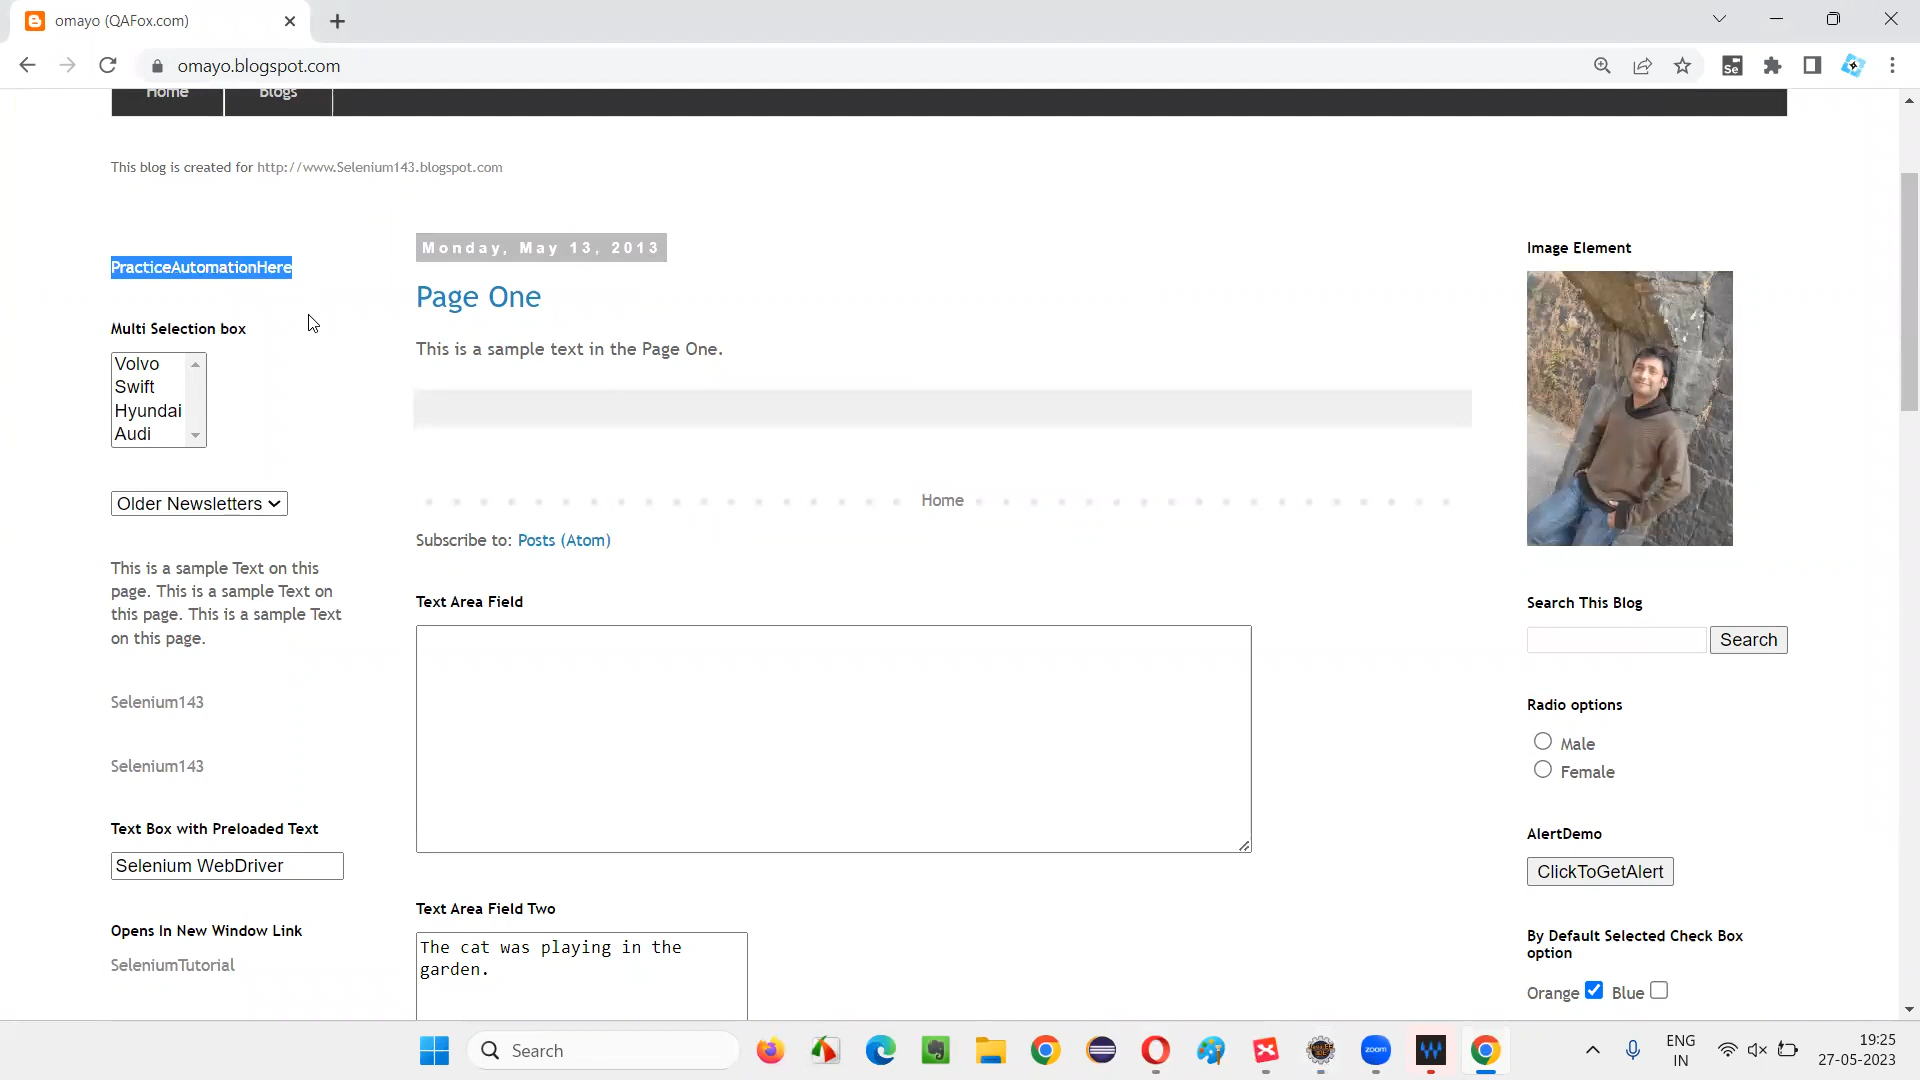 omayo (QAFox.com)
omayo.blogspot.com
Se
Home
Blogs
This blog is created for http://www.Selenium143.blogspot.com
PracticeAutomationHere
Multi Selection box
Volvo
Swift
Hyundai
Audi
Older Newsletters
This is a sample Text on this
page. This is a sample Text on
this page. This is a sample Text
on this page.
Selenium143
Selenium143
Text Box with Preloaded Text
Selenium WebDriver
Opens In New Window Link
SeleniumTutorial
Monday, May 13, 2013
Page One
This is a sample text in the Page One.
Home
Subscribe to: Posts (Atom)
Text Area Field
Text Area Field Two
The cat was playing in the
garden.
Image Element
Search This Blog
Search
Radio options
Male
Female
AlertDemo
ClickToGetAlert
By Default Selected Check Box
option
Orange Blue
Search
zoom
ENG
IN
19:25
27-05-2023